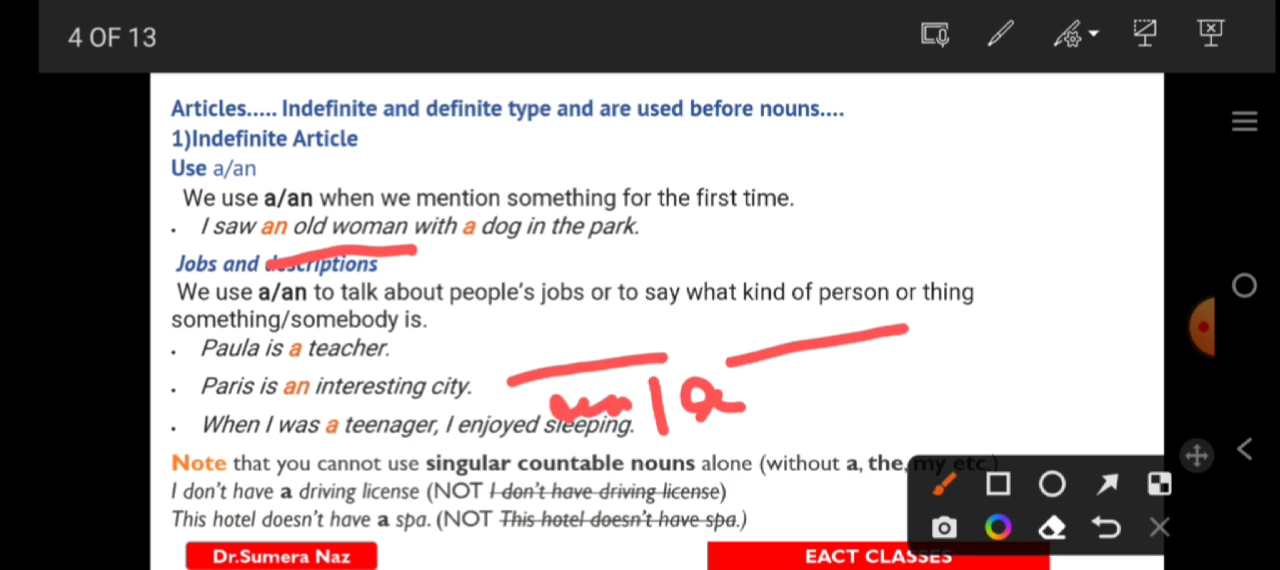 4 OF 13
Articles..... Indefinite and definite type and are used before nouns....
1)Indefinite Article
Use a/an
We use a/an when we mention something for the first time.
· I saw an old woman with a dog in the park.
Jobs and descriptions
We use a/an to talk about people's jobs or to say what kind of person or thing
something/somebody is.
· Paula is a teacher.
· Paris is an interesting city.
an/a
· When I was a teenager, I enjoyed sleeping.
Note that you cannot use singular countable nouns alone (without a, the, my etc.)
I don't have a driving license (NOT I don't have driving license)
This hotel doesn't have a spa. (NOT This hotel doesn't have spa.)
Dr.Sumera Naz
EACT CLASSES